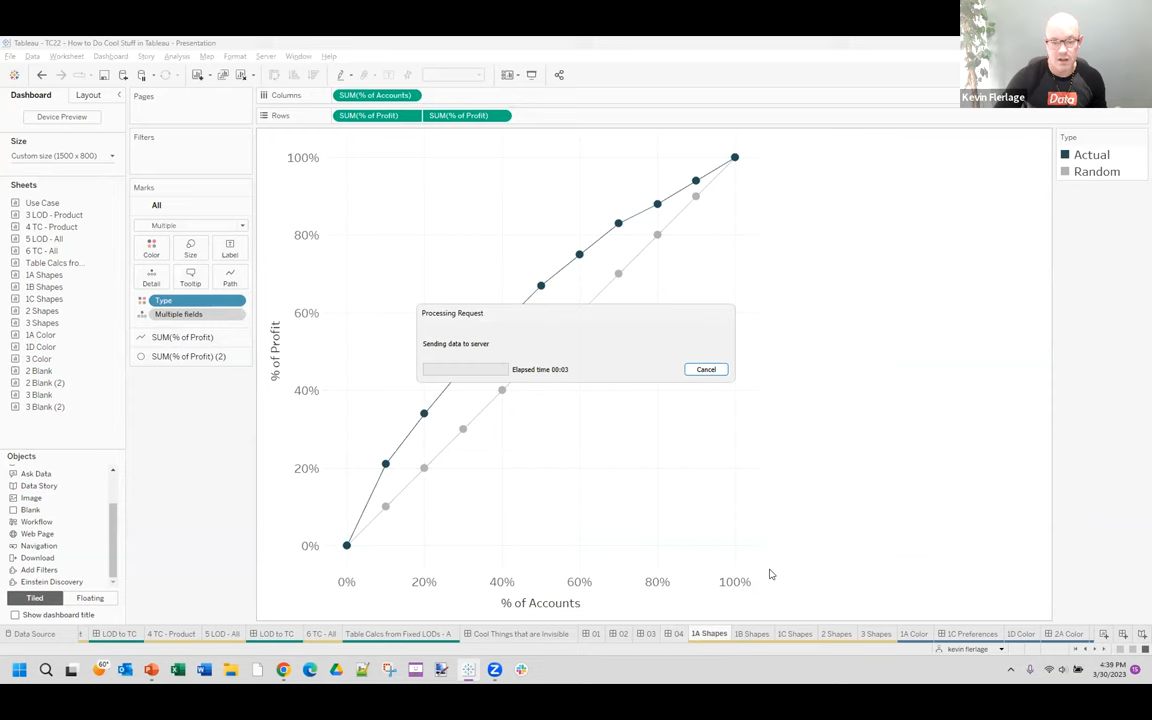 Tableau - TC22 - How to Do Cool Stuff in Tableau - Presentation
File Data Worksheet Dashboard Story Analysis Map Format Server Window Help
Kevin Flerlage
Data
Dashboard Layout
Device Preview
Size
Custom size (1500 x 800)
Sheets
Use Case
3 LOD - Product
4 TC - Product
5 LOD - All
6 TC - All
Table Calcs fro...
1A Shapes
1B Shapes
1C Shapes
2 Shapes
3 Shapes
1A Color
1D Color
3 Color
2 Blank
2 Blank (2)
3 Blank
3 Blank (2)
Objects
Ask Data
Data Story
Image
Blank
Workflow
Web Page
Navigation
Download
Add Filters
Einstein Discovery
Tiled Floating
Show dashboard title
Pages
Filters
Marks
All
Multiple
Color Size Label
Detail Tooltip Path
Type
Multiple fields
SUM(% of Profit)
SUM(% of Profit) (2)
Columns SUM(% of Accounts)
Rows SUM(% of Profit) SUM(% of Profit)
100%
80%
60%
40%
20%
0%
% of Profit
0% 20% 40% 60% 80% 100%
% of Accounts
Processing Request
Sending data to server
Elapsed time 00:03 Cancel
Type
Actual
Random
Data Source LOD to TC 4 TC - Product 5 LOD - All LOD to TC 6 TC - All Table Calcs from Fixed LODs - A Cool Things that are Invisible 01 02 03 04 1A Shapes 1B Shapes 1C Shapes 2 Shapes 3 Shapes 1A Color 1C Preferences 1D Color 2A Color
kevin flerlage
60°
4:39 PM
3/30/2023
15